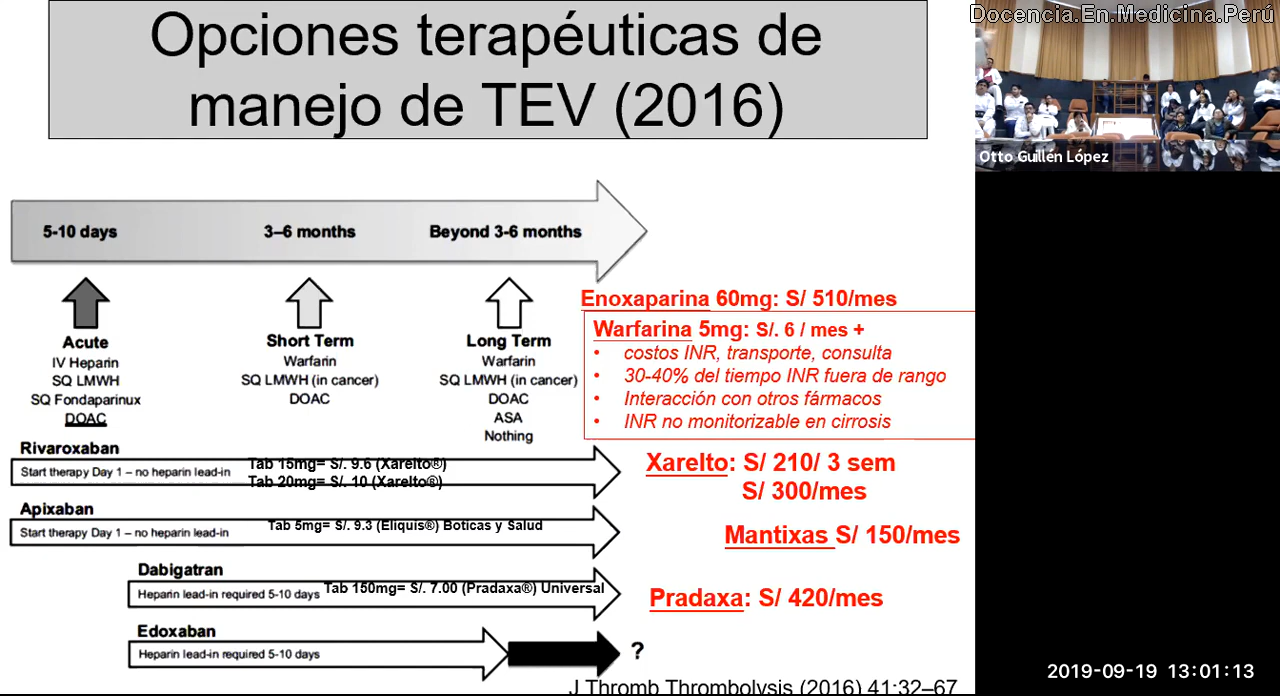 Opciones terapéuticas de
manejo de TEV (2016)
Docencia.En.Medicina.Perú
Otto Guillén López
5-10 days
3–6 months
Beyond 3-6 months
Acute
IV Heparin
SQ LMWH
SQ Fondaparinux
DOAC
Short Term
Warfarin
SQ LMWH (in cancer)
DOAC
Long Term
Warfarin
SQ LMWH (in cancer)
DOAC
ASA
Nothing
Enoxaparina 60mg: S/ 510/mes
Warfarina 5mg: S/. 6 / mes +
• costos INR, transporte, consulta
• 30-40% del tiempo INR fuera de rango
• Interacción con otros fármacos
• INR no monitorizable en cirrosis
Rivaroxaban
Start therapy Day 1 – no heparin lead-in
Tab 15mg= S/. 9.6 (Xarelto®)
Tab 20mg= S/. 10 (Xarelto®)
Xarelto: S/ 210/ 3 sem
S/ 300/mes
Apixaban
Start therapy Day 1 – no heparin lead-in
Tab 5mg= S/. 9.3 (Eliquis®) Boticas y Salud
Mantixas S/ 150/mes
Dabigatran
Heparin lead-in required 5-10 days
Tab 150mg= S/. 7.00 (Pradaxa®) Universal
Pradaxa: S/ 420/mes
Edoxaban
Heparin lead-in required 5-10 days
?
J Thromb Thrombolysis (2016) 41:32–67
2019-09-19 13:01:13